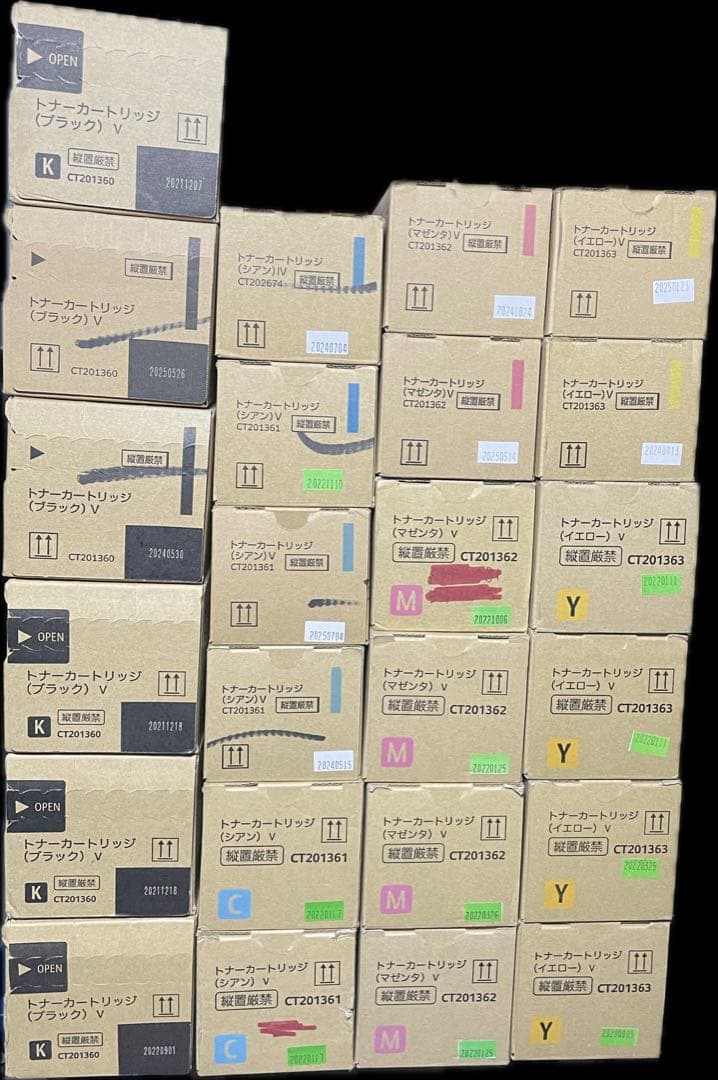 OPEN
トナーカートリッジ
(ブラック) V
K 縦置厳禁
CT201360
20211207
縦置厳禁
トナーカートリッジ
(ブラック) V
CT201360
20250526
縦置厳禁
トナーカートリッジ
(ブラック) V
CT201360
20240530
OPEN
トナーカートリッジ
(ブラック) V
K 縦置厳禁
CT201360
20211218
OPEN
トナーカートリッジ
(ブラック) V
K 縦置厳禁
CT201360
20211218
OPEN
トナーカートリッジ
(ブラック) V
K 縦置厳禁
CT201360
20220901
トナーカートリッジ
(シアン) IV
CT202674 縦置厳禁
20240704
トナーカートリッジ
(シアン) V
CT201361 縦置厳禁
20221110
トナーカートリッジ
(シアン) V
CT201361 縦置厳禁
20250704
トナーカートリッジ
(シアン) V
CT201361 縦置厳禁
20240515
トナーカートリッジ
(シアン) V
縦置厳禁 CT201361
C
20220117
トナーカートリッジ
(シアン) V
縦置厳禁 CT201361
C
20220117
トナーカートリッジ
(マゼンタ) V
CT201362 縦置厳禁
20241024
トナーカートリッジ
(マゼンタ) V
CT201362 縦置厳禁
20250514
トナーカートリッジ
(マゼンタ) V
縦置厳禁 CT201362
M
20221006
トナーカートリッジ
(マゼンタ) V
縦置厳禁 CT201362
M
20220125
トナーカートリッジ
(マゼンタ) V
縦置厳禁 CT201362
M
20220326
トナーカートリッジ
(マゼンタ) V
縦置厳禁 CT201362
M
20220125
トナーカートリッジ
(イエロー) V
CT201363 縦置厳禁
20250123
トナーカートリッジ
(イエロー) V
CT201363 縦置厳禁
20240415
トナーカートリッジ
(イエロー) V
縦置厳禁 CT201363
Y
トナーカートリッジ
(イエロー) V
縦置厳禁 CT201363
Y
トナーカートリッジ
(イエロー) V
縦置厳禁 CT201363
20220325
Y
トナーカートリッジ
(イエロー) V
縦置厳禁 CT201363
Y